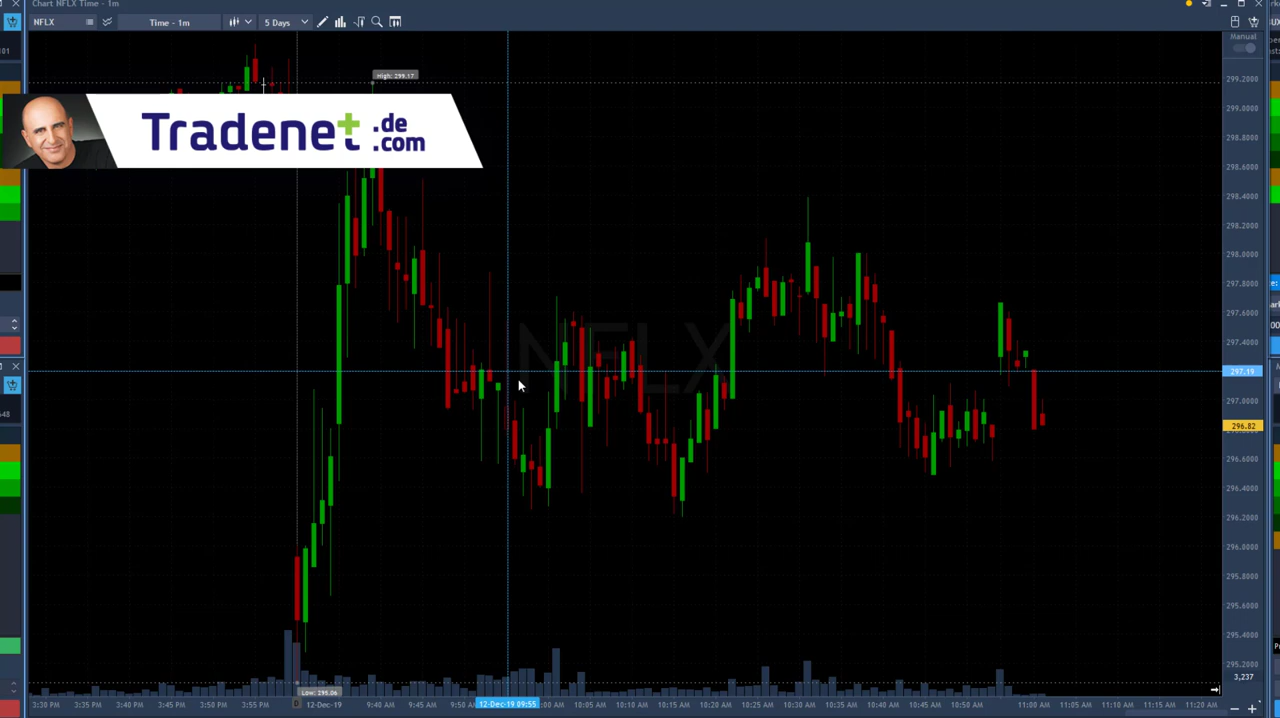 Chart NFLX Time - 1m
NFLX
Time - 1m
5 Days
Manual
High: 299.17
Tradenet .de .com
NFLX
299.2000
299.0000
298.8000
298.6000
298.4000
298.2000
298.0000
297.8000
297.6000
297.4000
297.19
297.0000
296.82
296.6000
296.4000
296.2000
296.0000
295.8000
295.6000
295.4000
295.2000
3,237
Low: 295.06
3:30 PM
3:35 PM
3:40 PM
3:45 PM
3:50 PM
3:55 PM
D
12-Dec-19
9:40 AM
9:45 AM
9:50 AM
12-Dec-19 09:55
10:05 AM
10:10 AM
10:15 AM
10:20 AM
10:25 AM
10:30 AM
10:35 AM
10:40 AM
10:45 AM
10:50 AM
11:00 AM
11:05 AM
11:10 AM
11:15 AM
11:20 AM